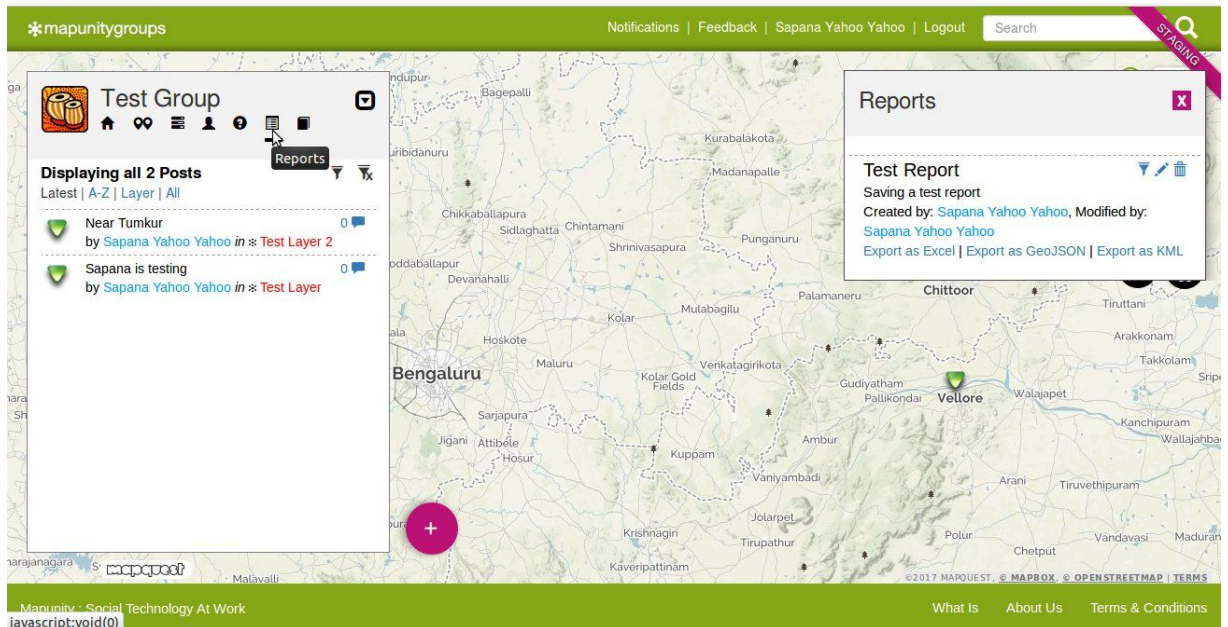 mapunitygroups
Notifications | Feedback | Sapana Yahoo Yahoo | Logout
Search
STAGING
Test Group
Reports
Displaying all 2 Posts
Latest | A-Z | Layer | All
Near Tumkur
0
by Sapana Yahoo Yahoo in Test Layer 2
Sapana is testing
0
by Sapana Yahoo Yahoo in Test Layer
Reports
X
Test Report
Saving a test report
Created by: Sapana Yahoo Yahoo, Modified by:
Sapana Yahoo Yahoo
Export as Excel | Export as GeoJSON | Export as KML
Bagepalli
Kurabalakota
Madanapalle
Chikkaballapura
Sidlaghatta
Chintamani
Shrinivasapura
Punganuru
Devanahalli
Mulabagilu
Palamaneru
Chittoor
Tiruttani
Kolar
Hoskote
Arakkonam
Maluru
Venkatagirikota
Takkolam
Bengaluru
Kolar Gold
Fields
Gudiyatham
Pallikondai
Vellore
Walajapet
Sarjapura
Kanchipuram
Jigani
Attibele
Hosur
Kuppam
Ambur
Wallajahba
Vaniyambadi
Arani
Tiruvethipuram
Jolarpet
+
Krishnagiri
Tirupathur
Polur
Chetput
Vandavasi
Maduran
Kaveripattinam
mapquest
Malavalli
©2017 MAPQUEST, © MAPBOX, © OPENSTREETMAP | TERMS
Mapunity : Social Technology At Work
What Is
About Us
Terms & Conditions
javascript:void(0)